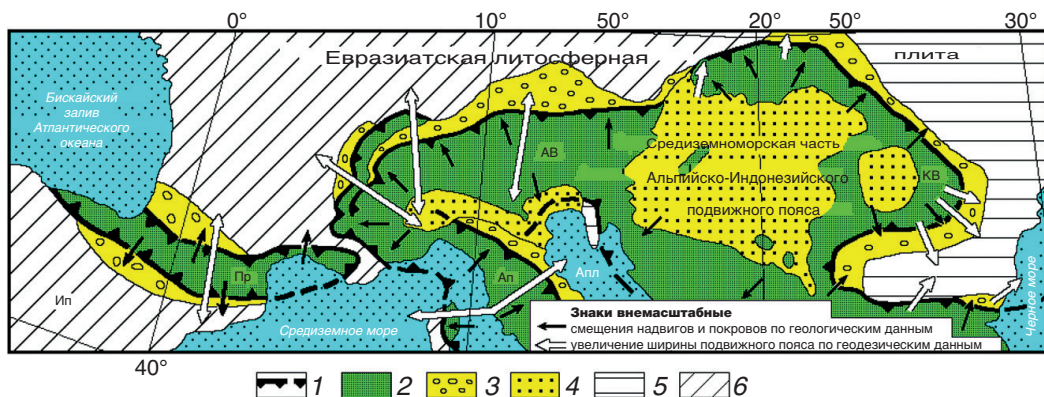 0°
10°
50°
20°
50°
30°
Евразиатская литосферная
плита
Бискайский
залив
Атлантического
океана
АВ
Средиземноморская часть
Альпийско-Индонезийского
подвижного пояса
КВ
Пр
Ип
Ап
Апл
Средиземное море
Черное море
Знаки внемасштабные
смещения надвигов и покровов по геологическим данным
увеличение ширины подвижного пояса по геодезическим данным
40°
1
2
3
4
5
6